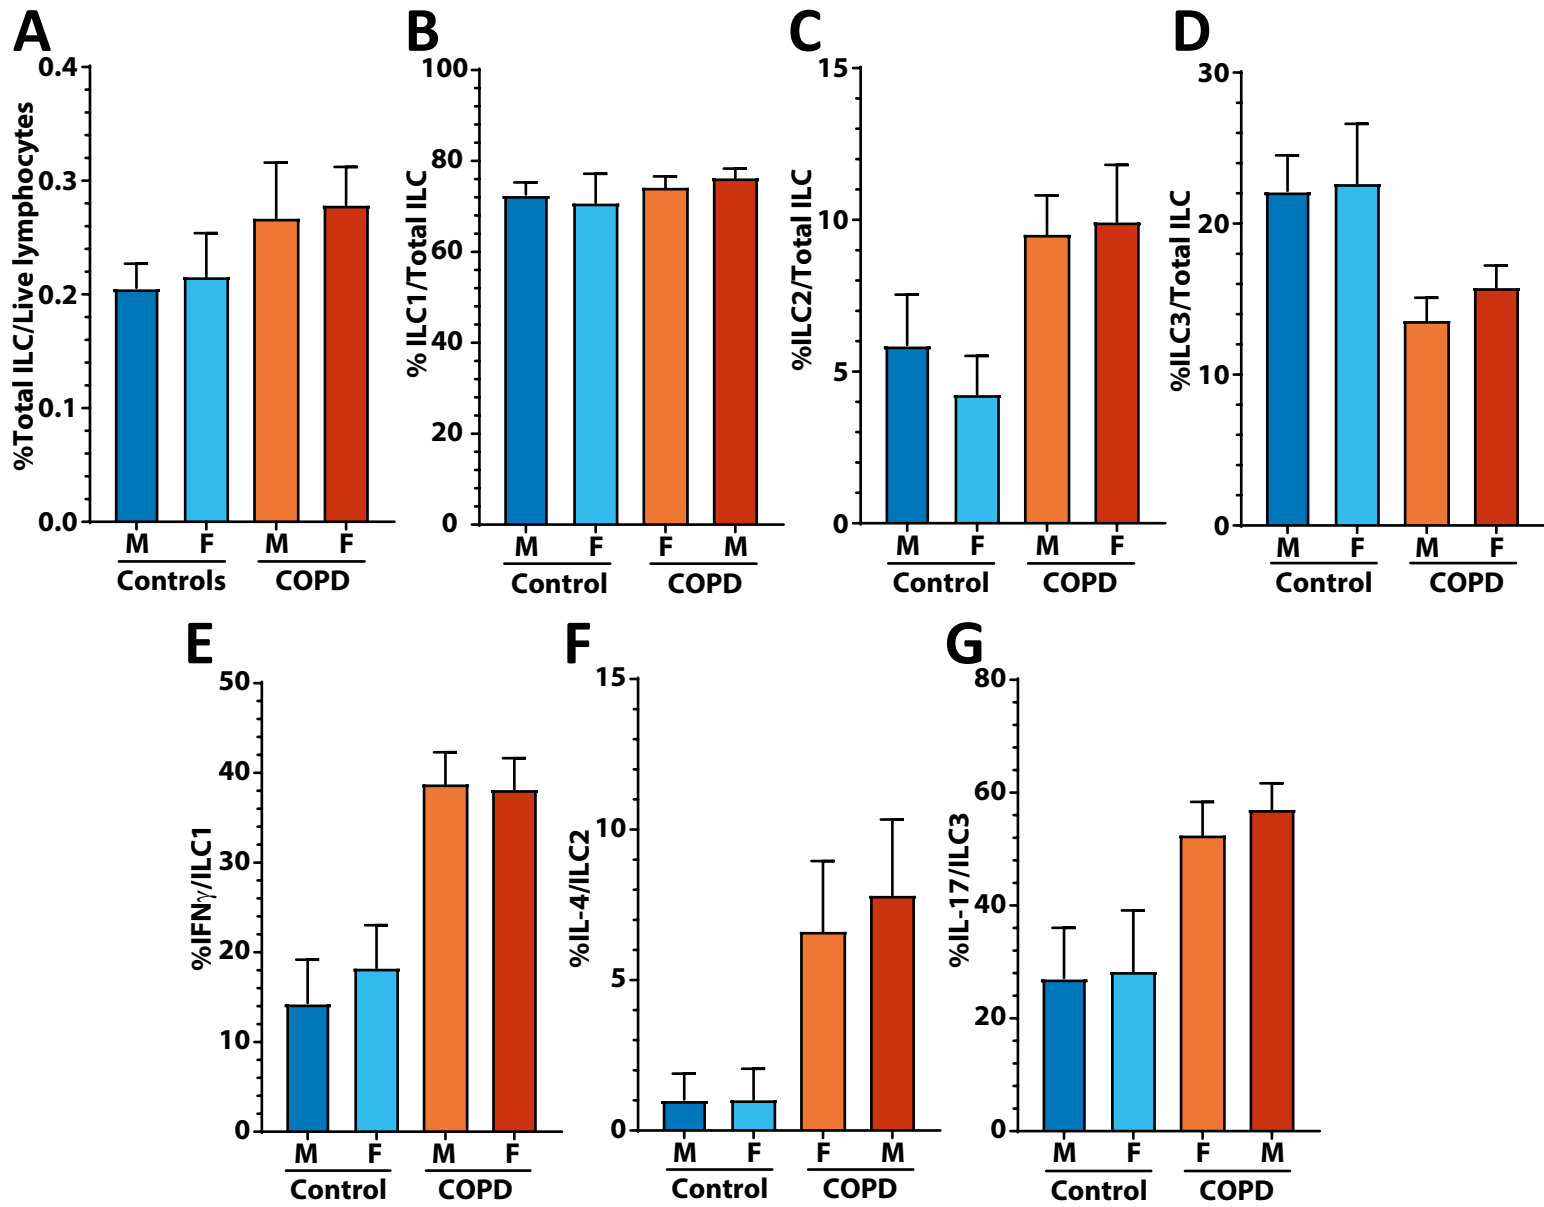 A
%Total ILC/Live lymphocytes
0.4
0.3
0.2
0.1
0.0
M F M F
Controls COPD
B
% ILC1/Total ILC
100
80
60
40
20
0
M F F M
Control COPD
C
%ILC2/Total ILC
15
10
5
0
M F M F
Control COPD
D
%ILC3/Total ILC
30
20
10
0
M F M F
Control COPD
E
%IFNγ/ILC1
50
40
30
20
10
0
M F M F
Control COPD
F
%IL-4/ILC2
15
10
5
0
M F F M
Control COPD
G
%IL-17/ILC3
80
60
40
20
0
M F F M
Control COPD